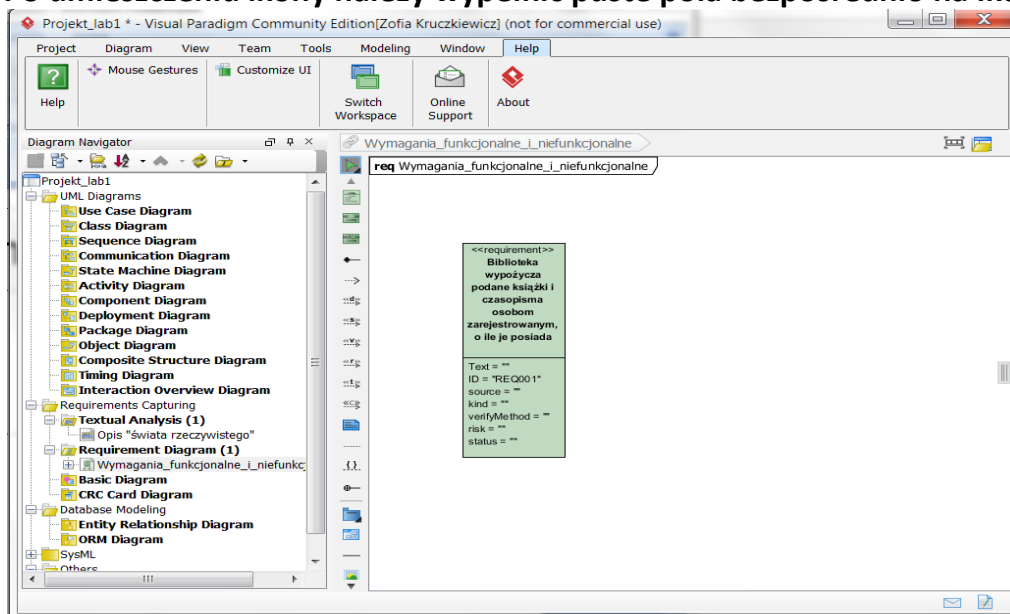 Projekt_lab1 * - Visual Paradigm Community Edition[Zofia Kruczkiewicz] (not for commercial use)
Project Diagram View Team Tools Modeling Window Help
Help
Mouse Gestures
Customize UI
Switch Workspace
Online Support
About
Diagram Navigator
Wymagania_funkcjonalne_i_niefunkcjonalne
req Wymagania_funkcjonalne_i_niefunkcjonalne
Projekt_lab1
UML Diagrams
Use Case Diagram
Class Diagram
Sequence Diagram
Communication Diagram
State Machine Diagram
Activity Diagram
Component Diagram
Deployment Diagram
Package Diagram
Object Diagram
Composite Structure Diagram
Timing Diagram
Interaction Overview Diagram
Requirements Capturing
Textual Analysis (1)
Opis "świata rzeczywistego"
Requirement Diagram (1)
Wymagania_funkcjonalne_i_niefunkc
Basic Diagram
CRC Card Diagram
Database Modeling
Entity Relationship Diagram
ORM Diagram
SysML
Others
<<requirement>>
Biblioteka
wypożycza
podane książki i
czasopisma
osobom
zarejestrowanym,
o ile je posiada
Text = ""
ID = "REQ001"
source = ""
kind = ""
verifyMethod = ""
risk = ""
status = ""